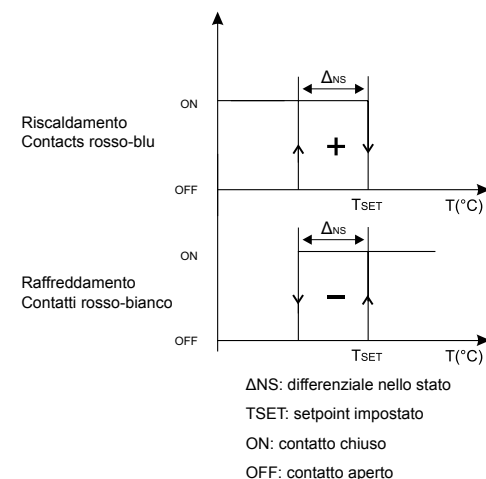 ΔNS
ON
Riscaldamento
Contacts rosso-blu
+
OFF
TSET
T(°C)
ΔNS
ON
Raffreddamento
Contatti rosso-bianco
−
OFF
TSET
T(°C)
ΔNS: differenziale nello stato
TSET: setpoint impostato
ON: contatto chiuso
OFF: contatto aperto